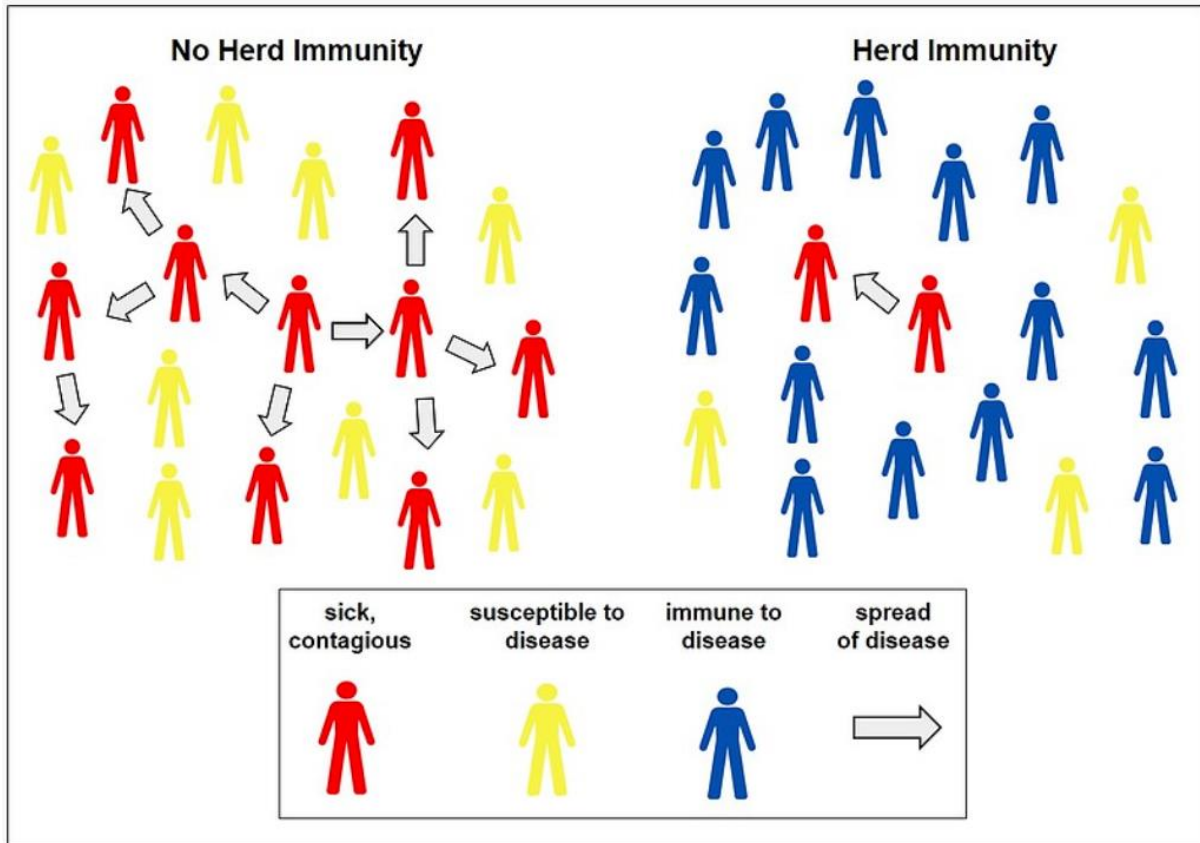 No Herd Immunity
Herd Immunity
sick,
contagious
susceptible to
disease
immune to
disease
spread
of disease